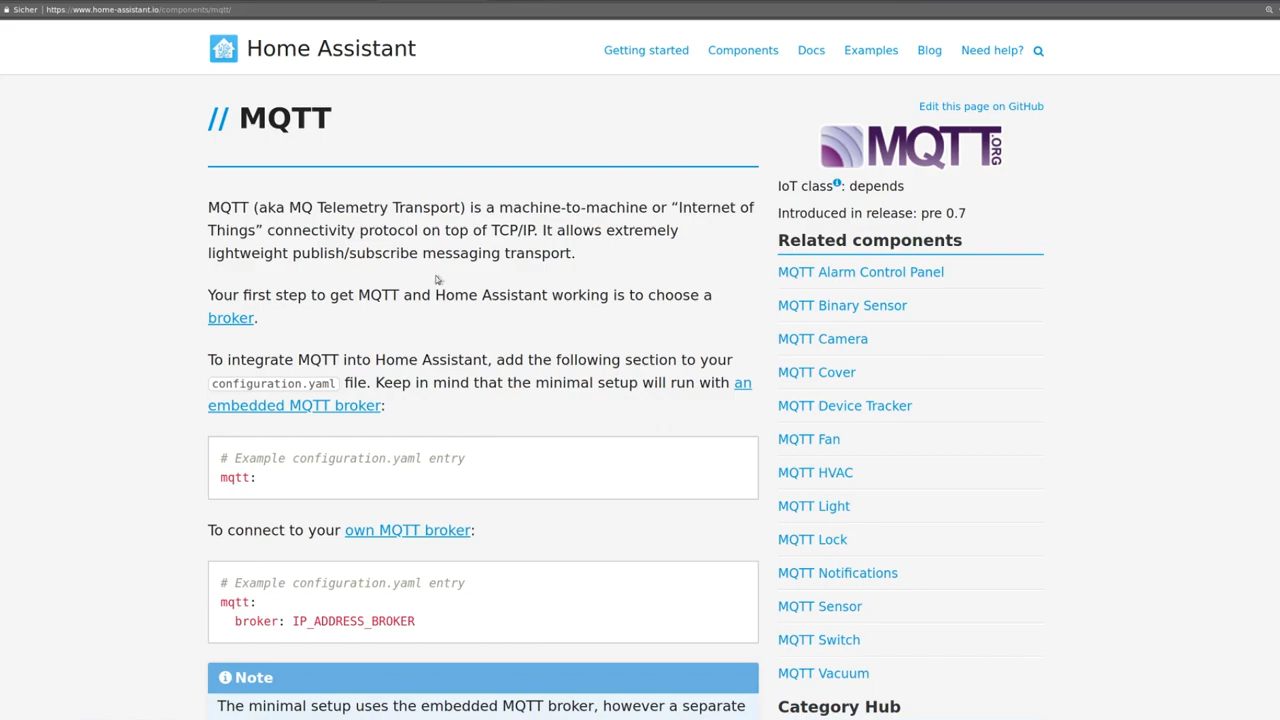 Sicher | https://www.home-assistant.io/components/mqtt/
Home Assistant
Getting started Components Docs Examples Blog Need help?
// MQTT
MQTT (aka MQ Telemetry Transport) is a machine-to-machine or “Internet of
Things” connectivity protocol on top of TCP/IP. It allows extremely
lightweight publish/subscribe messaging transport.
Your first step to get MQTT and Home Assistant working is to choose a
broker.
To integrate MQTT into Home Assistant, add the following section to your
configuration.yaml file. Keep in mind that the minimal setup will run with an
embedded MQTT broker:
# Example configuration.yaml entry
mqtt:
To connect to your own MQTT broker:
# Example configuration.yaml entry
mqtt:
broker: IP_ADDRESS_BROKER
Note
The minimal setup uses the embedded MQTT broker, however a separate
Edit this page on GitHub
MQTT.ORG
IoT class: depends
Introduced in release: pre 0.7
Related components
MQTT Alarm Control Panel
MQTT Binary Sensor
MQTT Camera
MQTT Cover
MQTT Device Tracker
MQTT Fan
MQTT HVAC
MQTT Light
MQTT Lock
MQTT Notifications
MQTT Sensor
MQTT Switch
MQTT Vacuum
Category Hub